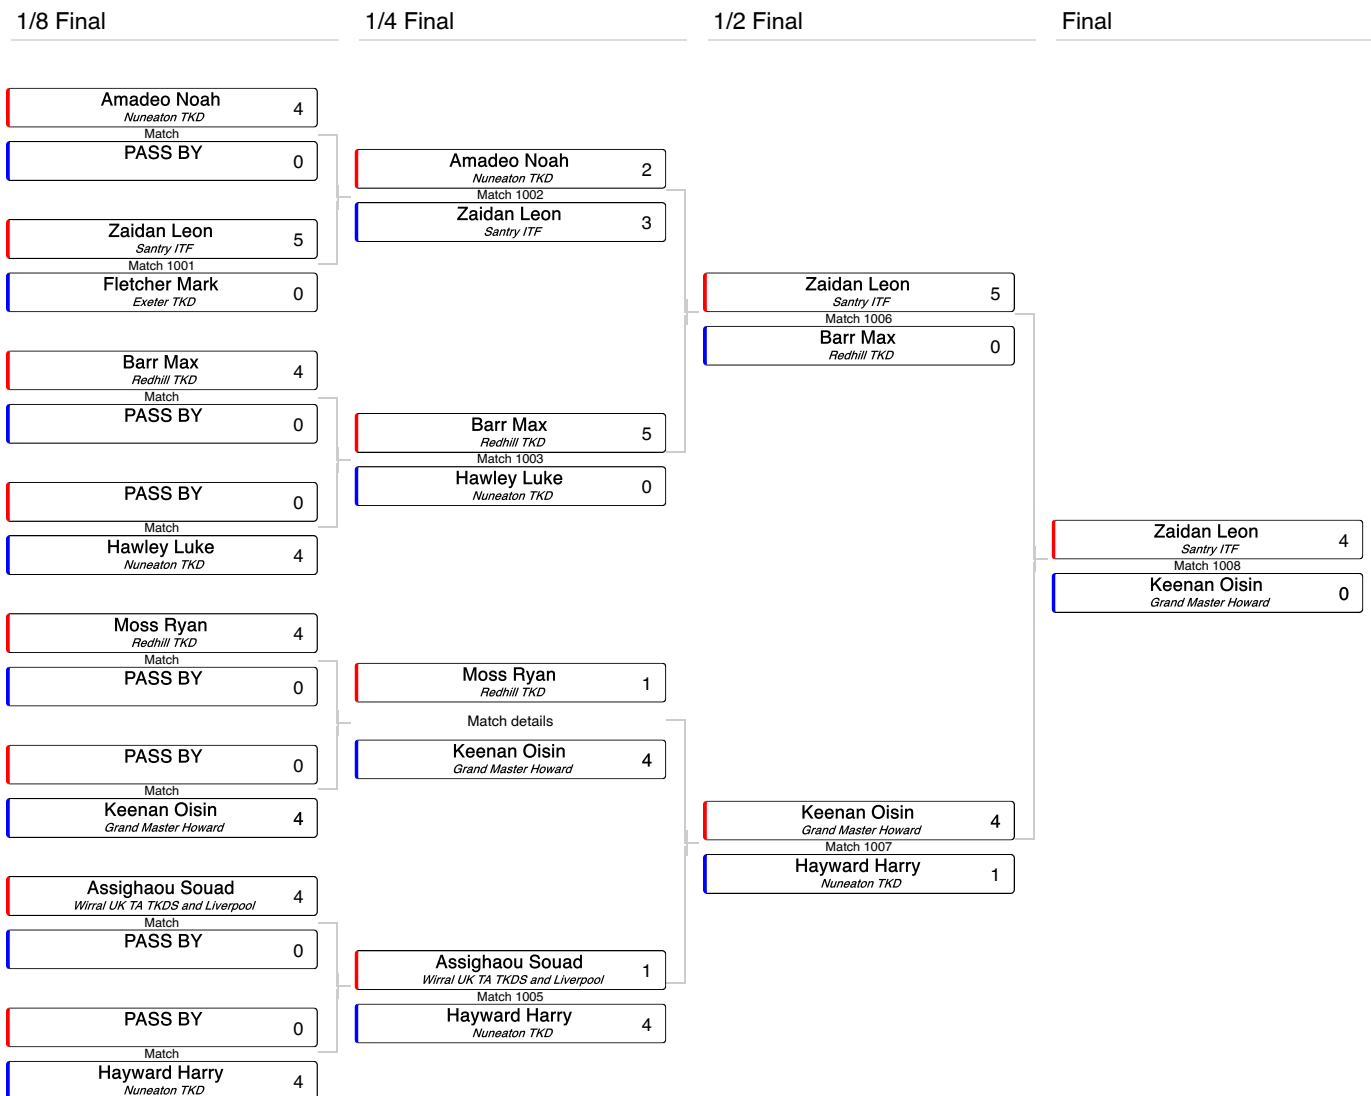 1/8 Final
1/4 Final
1/2 Final
Final
Amadeo Noah
Nuneaton TKD
4
Match
PASS BY
0
Zaidan Leon
Santry ITF
5
Match 1001
Fletcher Mark
Exeter TKD
0
Barr Max
Redhill TKD
4
Match
PASS BY
0
PASS BY
0
Match
Hawley Luke
Nuneaton TKD
4
Moss Ryan
Redhill TKD
4
Match
PASS BY
0
PASS BY
0
Match
Keenan Oisin
Grand Master Howard
4
Assighaou Souad
Wirral UK TA TKDS and Liverpool
4
Match
PASS BY
0
PASS BY
0
Match
Hayward Harry
Nuneaton TKD
4
Amadeo Noah
Nuneaton TKD
2
Match 1002
Zaidan Leon
Santry ITF
3
Barr Max
Redhill TKD
5
Match 1003
Hawley Luke
Nuneaton TKD
0
Moss Ryan
Redhill TKD
1
Match details
Keenan Oisin
Grand Master Howard
4
Assighaou Souad
Wirral UK TA TKDS and Liverpool
1
Match 1005
Hayward Harry
Nuneaton TKD
4
Zaidan Leon
Santry ITF
5
Match 1006
Barr Max
Redhill TKD
0
Keenan Oisin
Grand Master Howard
4
Match 1007
Hayward Harry
Nuneaton TKD
1
Zaidan Leon
Santry ITF
4
Match 1008
Keenan Oisin
Grand Master Howard
0